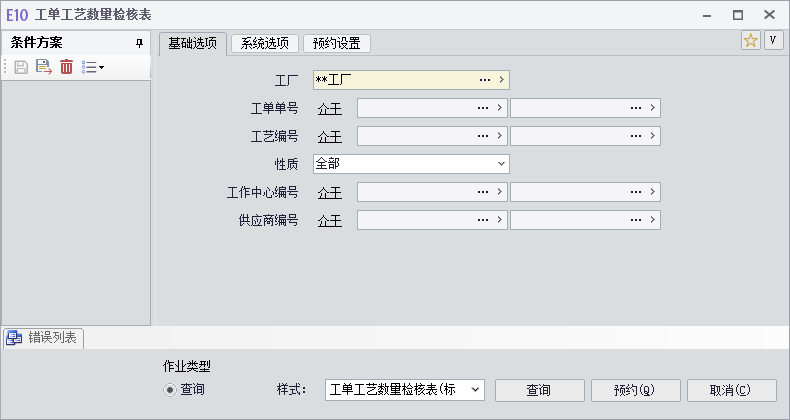 E10 工单工艺数量检核表
条件方案
基础选项 系统选项 预约设置
V
工厂 **工厂 ...
工单单号 介于 ... ...
工艺编号 介于 ... ...
性质 全部
工作中心编号 介于 ... ...
供应商编号 介于 ... ...
错误列表
作业类型
查询 样式: 工单工艺数量检核表(标 查询 预约(Q) 取消(C)